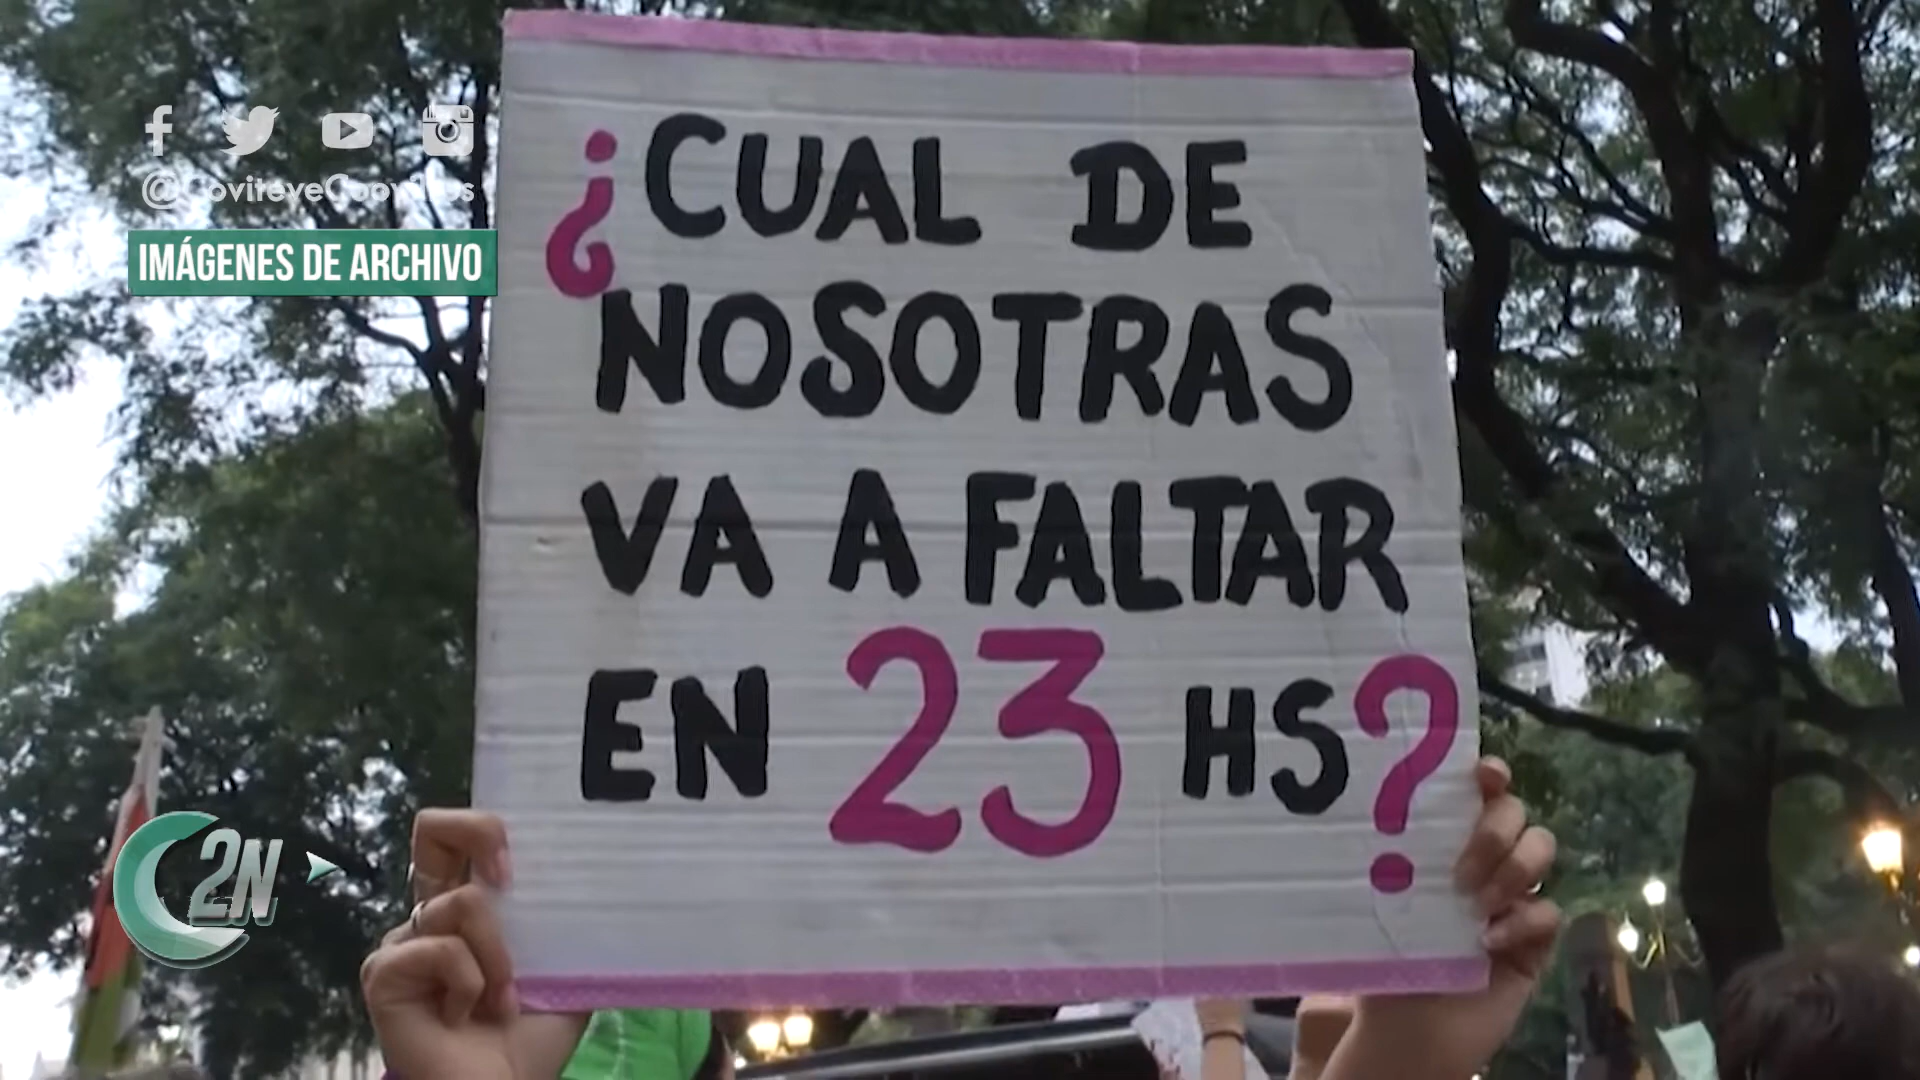 IMÁGENES DE ARCHIVO
¿CUAL DE
NOSOTRAS
VA A FALTAR
EN 23 HS?
2N